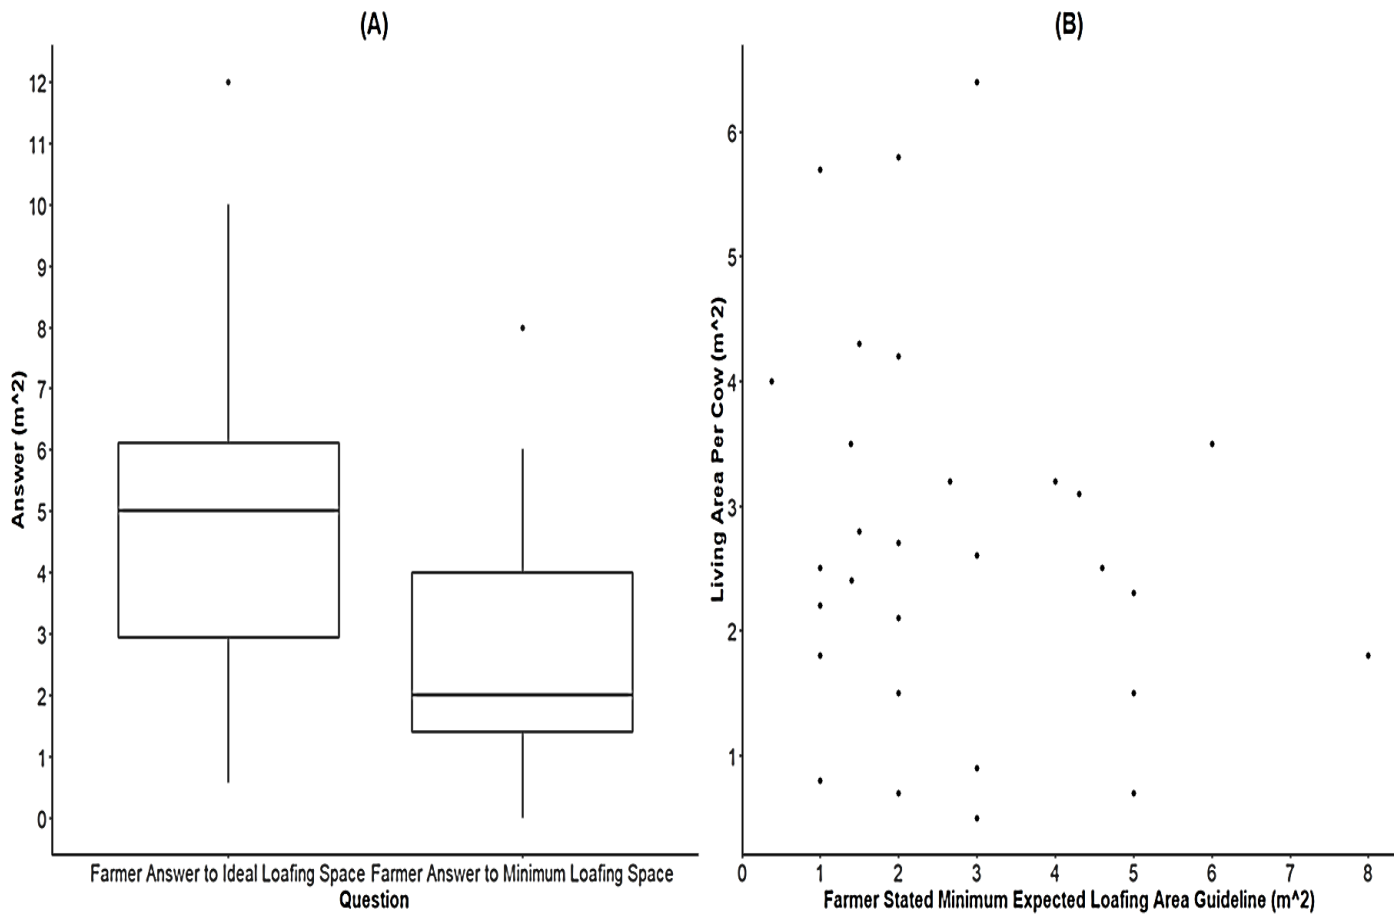 (A)
Answer (m^2)
12
11
10
9
8
7
6
5
4
3
2
1
0
Farmer Answer to Ideal Loafing Space Farmer Answer to Minimum Loafing Space
Question
(B)
Living Area Per Cow (m^2)
6
5
4
3
2
1
0 1 2 3 4 5 6 7 8
Farmer Stated Minimum Expected Loafing Area Guideline (m^2)